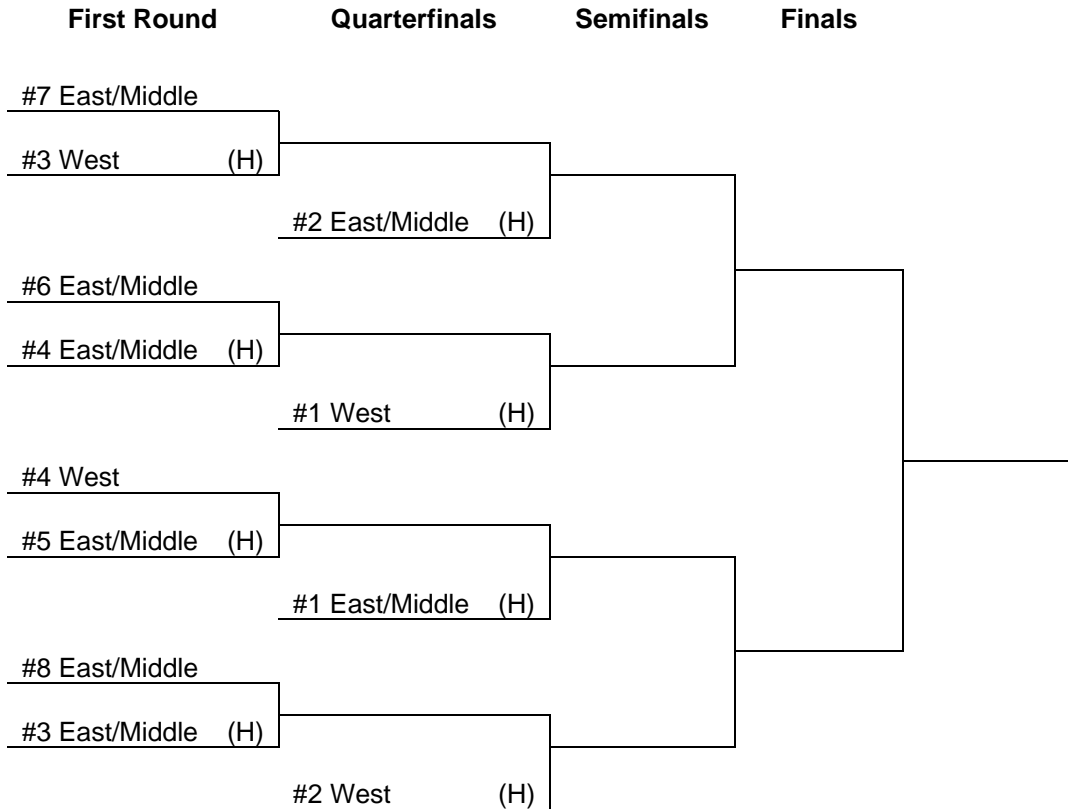 First Round Quarterfinals Semifinals Finals
#7 East/Middle
#3 West (H)
#2 East/Middle (H)
#6 East/Middle
#4 East/Middle (H)
#1 West (H)
#4 West
#5 East/Middle (H)
#1 East/Middle (H)
#8 East/Middle
#3 East/Middle (H)
#2 West (H)